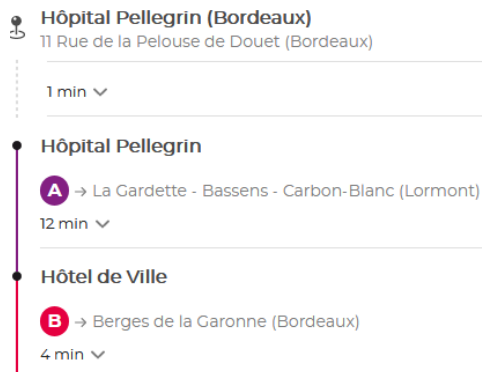 Hôpital Pellegrin (Bordeaux)
11 Rue de la Pelouse de Douet (Bordeaux)
1 min
Hôpital Pellegrin
A → La Gardette - Bassens - Carbon-Blanc (Lormont)
12 min
Hôtel de Ville
B → Berges de la Garonne (Bordeaux)
4 min